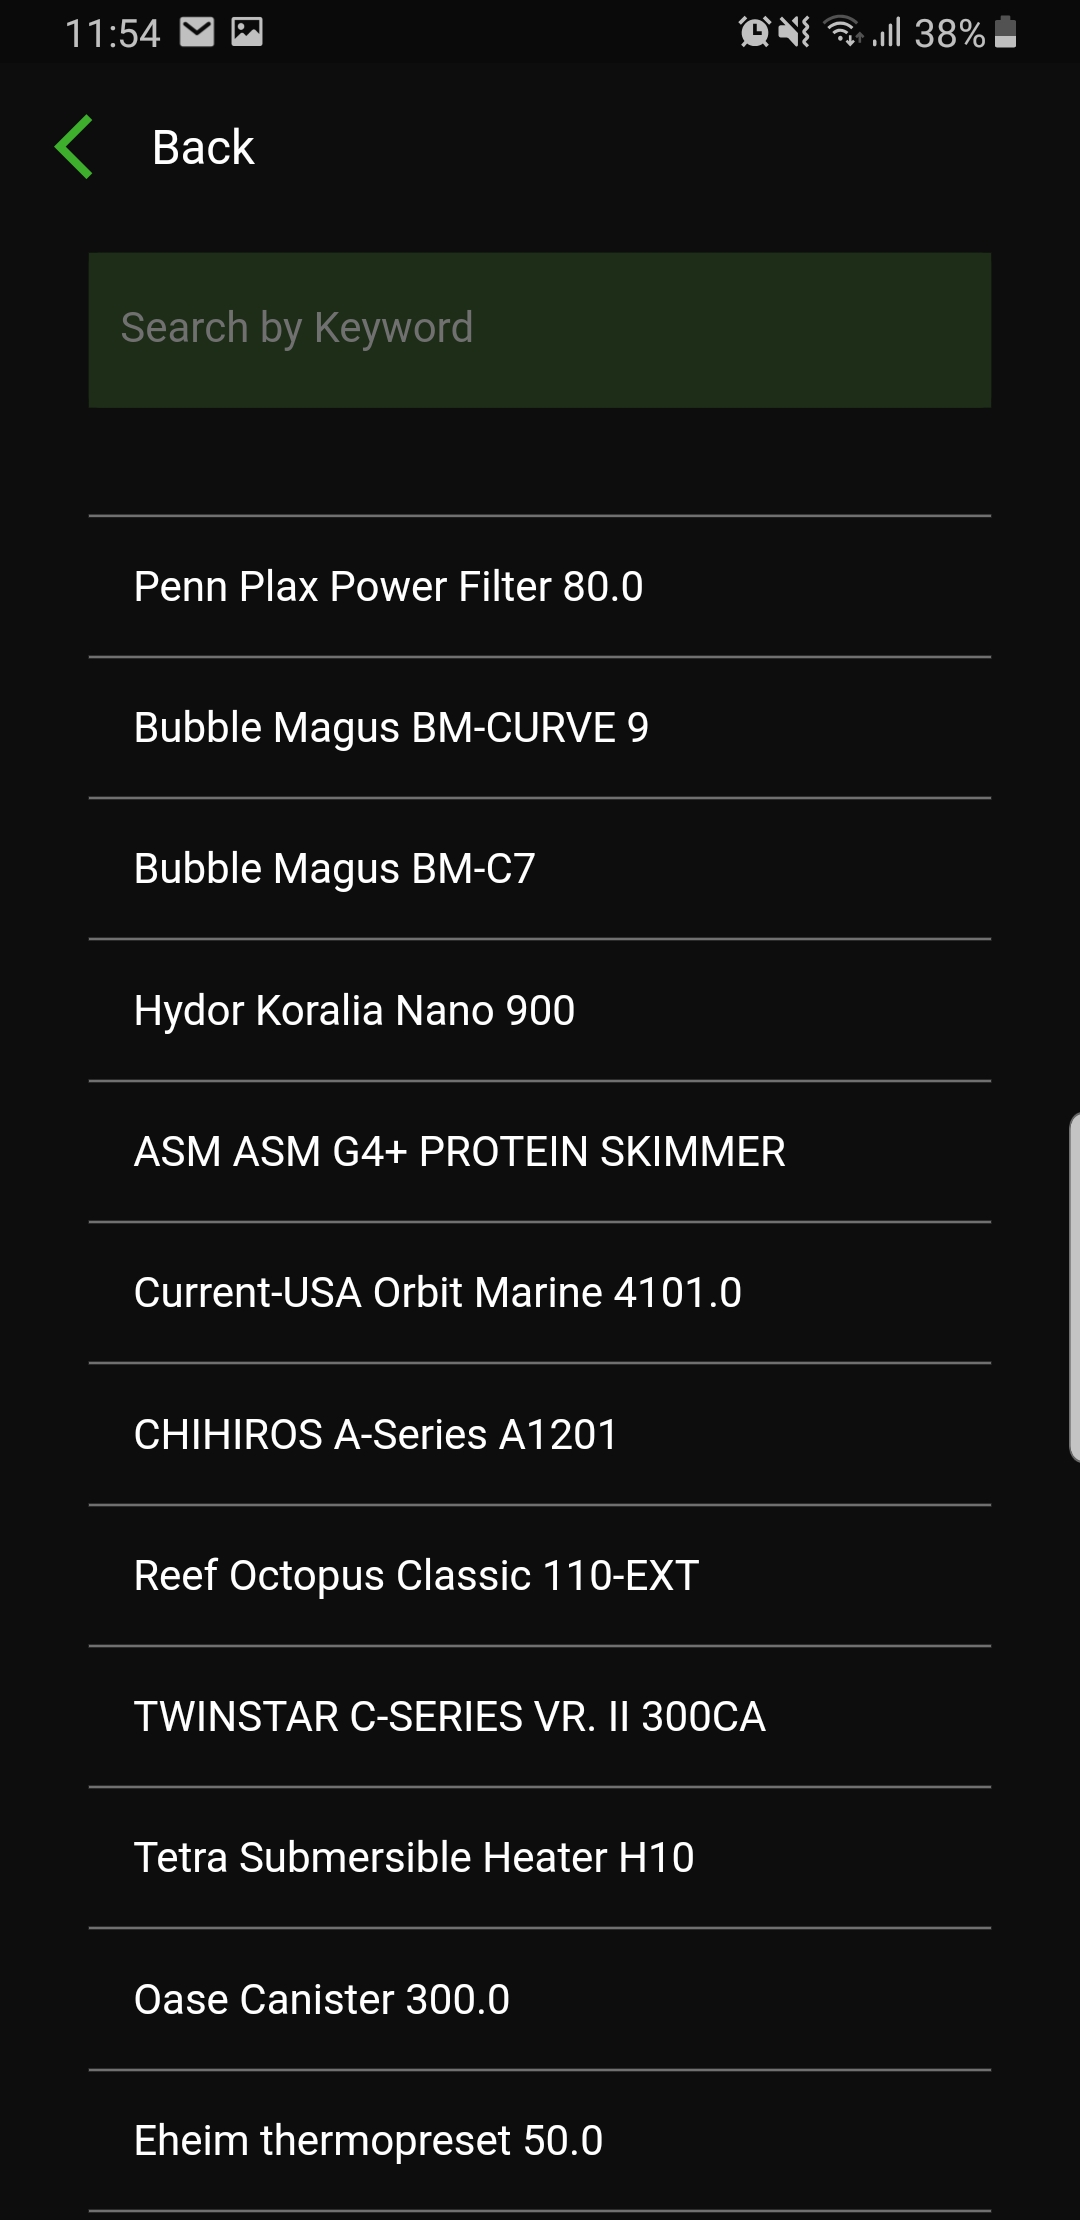 11:54 38%
Back
Search by Keyword
Penn Plax Power Filter 80.0
Bubble Magus BM-CURVE 9
Bubble Magus BM-C7
Hydor Koralia Nano 900
ASM ASM G4+ PROTEIN SKIMMER
Current-USA Orbit Marine 4101.0
CHIHIROS A-Series A1201
Reef Octopus Classic 110-EXT
TWINSTAR C-SERIES VR. II 300CA
Tetra Submersible Heater H10
Oase Canister 300.0
Eheim thermopreset 50.0